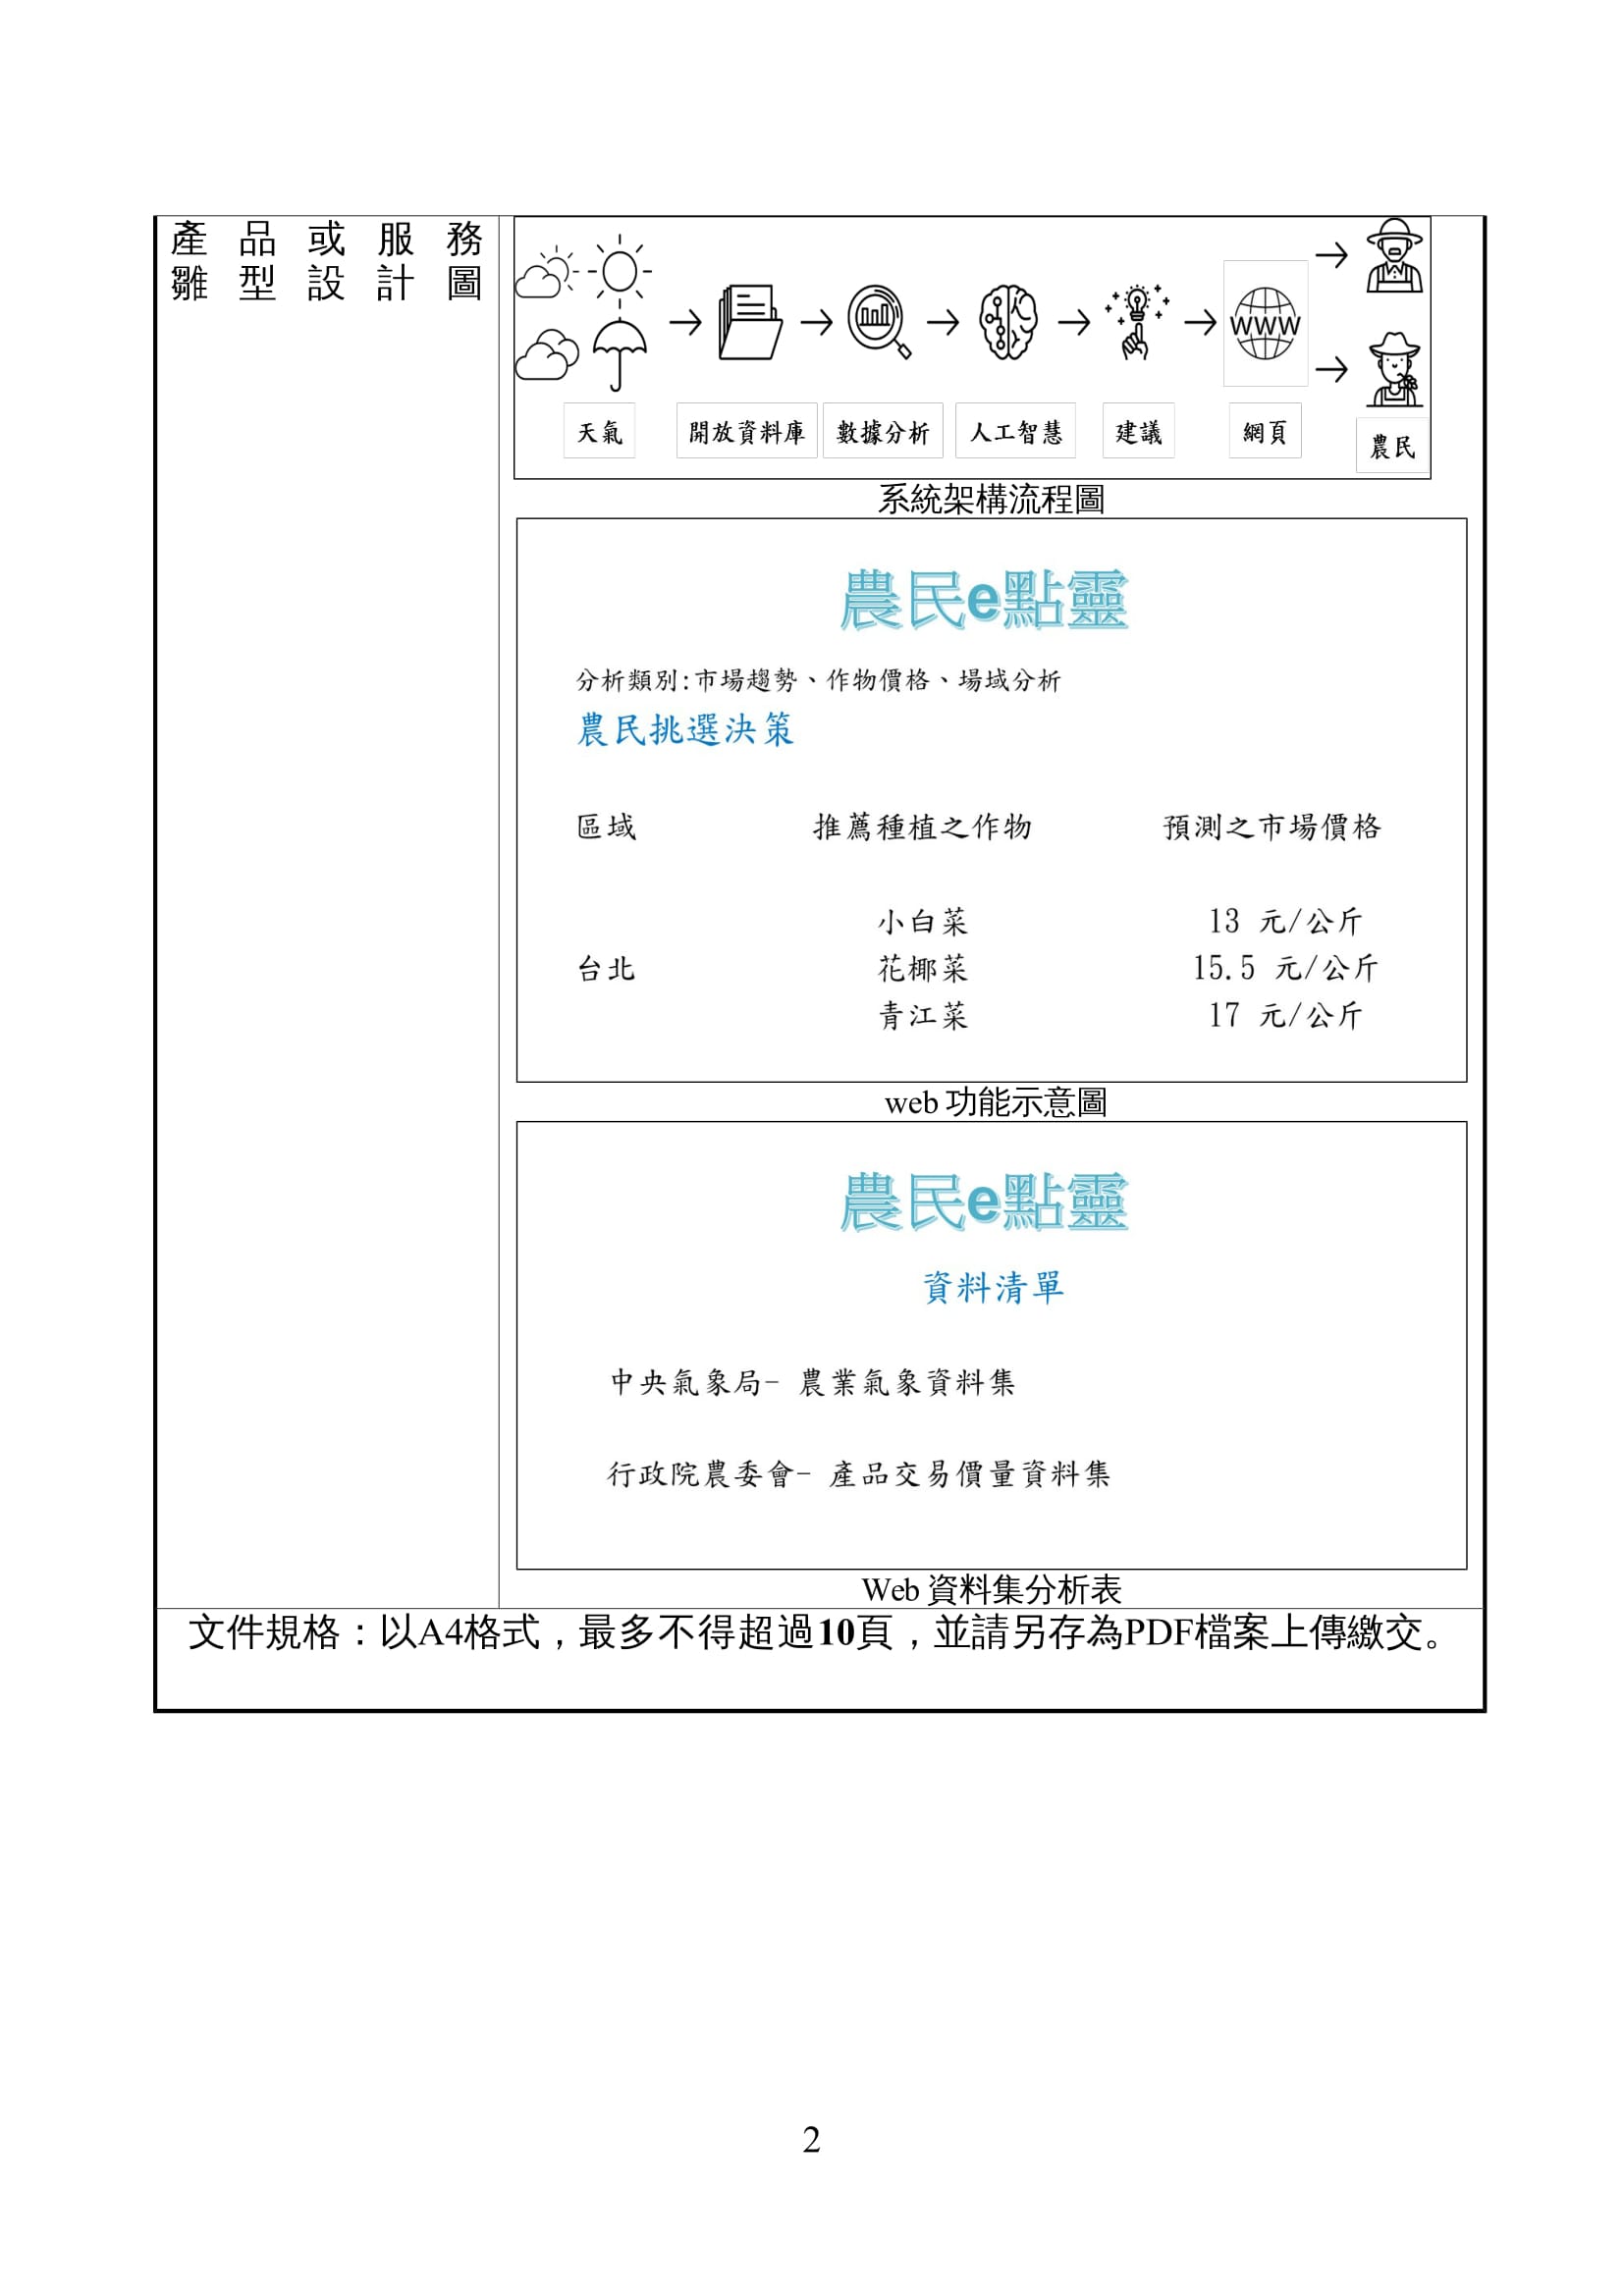 產品或服務
雛型設計圖
WWW
天氣 開放資料庫 數據分析 人工智慧 建議 網頁 農民
系統架構流程圖
農民e點靈
分析類別:市場趨勢、作物價格、場域分析
農民挑選決策
區域 推薦種植之作物 預測之市場價格
小白菜 13 元/公斤
台北 花椰菜 15.5 元/公斤
青江菜 17 元/公斤
web 功能示意圖
農民e點靈
資料清單
中央氣象局- 農業氣象資料集
行政院農委會- 產品交易價量資料集
Web 資料集分析表
文件規格：以A4格式，最多不得超過10頁，並請另存為PDF檔案上傳繳交。
2